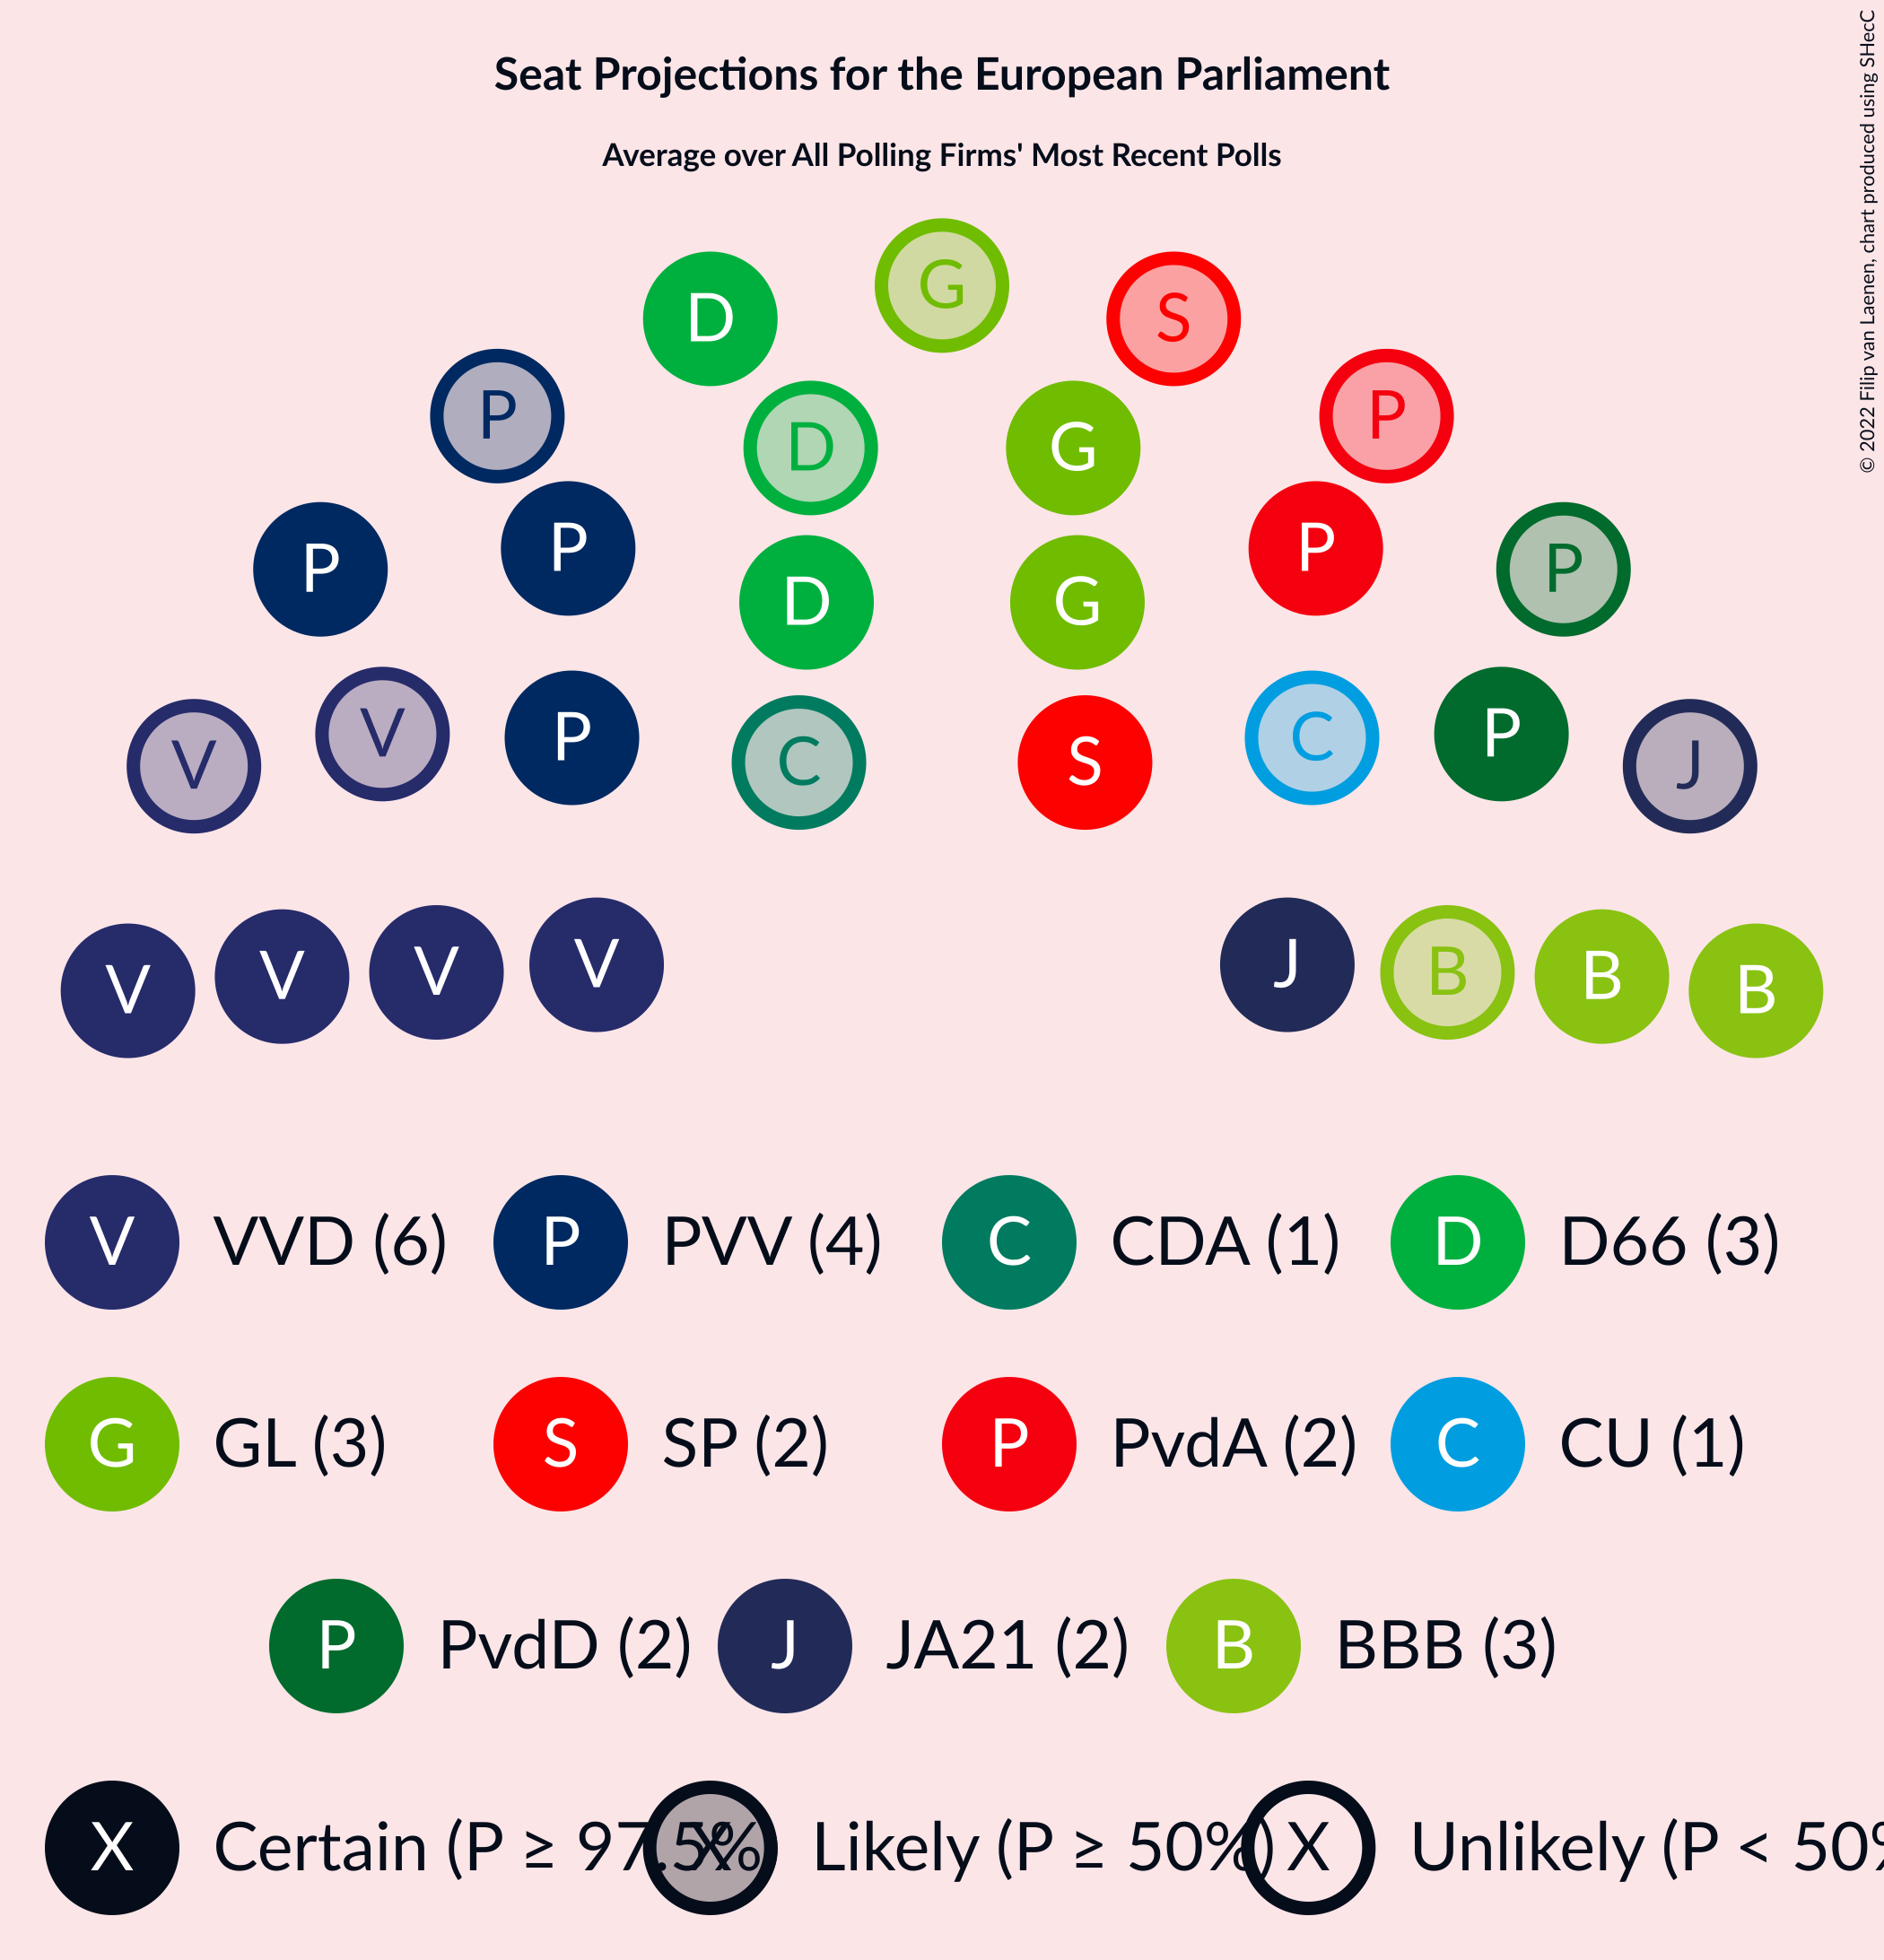 Seat Projections for the European Parliament
Average over All Polling Firms' Most Recent Polls
© 2022 Filip van Laenen, chart produced using SHecC
G
D S
P P
D G
P P
P P
D G
V V P C S C P J
V V V V J B B B
V VVD (6) P PVV (4) C CDA (1) D D66 (3)
G GL (3) S SP (2) P PvdA (2) C CU (1)
P PvdD (2) J JA21 (2) B BBB (3)
X Certain (P ≥ 97.5% X Likely (P ≥ 50%) X Unlikely (P < 50%